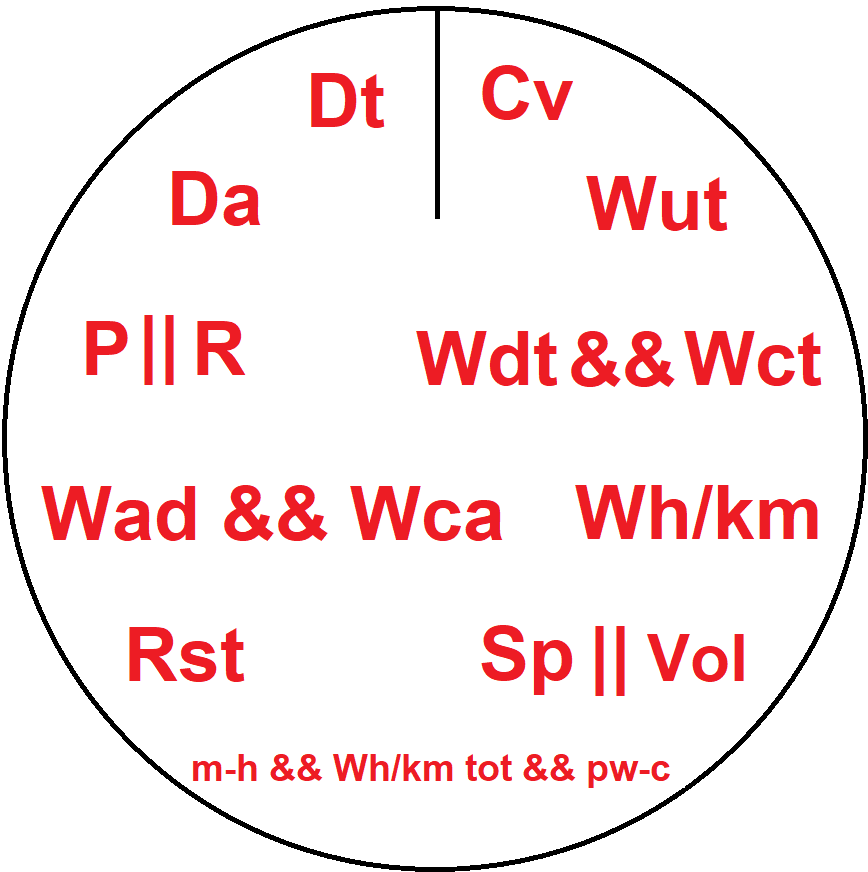 Dt Cv
Da Wut
P || R Wdt && Wct
Wad && Wca Wh/km
Rst Sp || Vol
m-h && Wh/km tot && pw-c